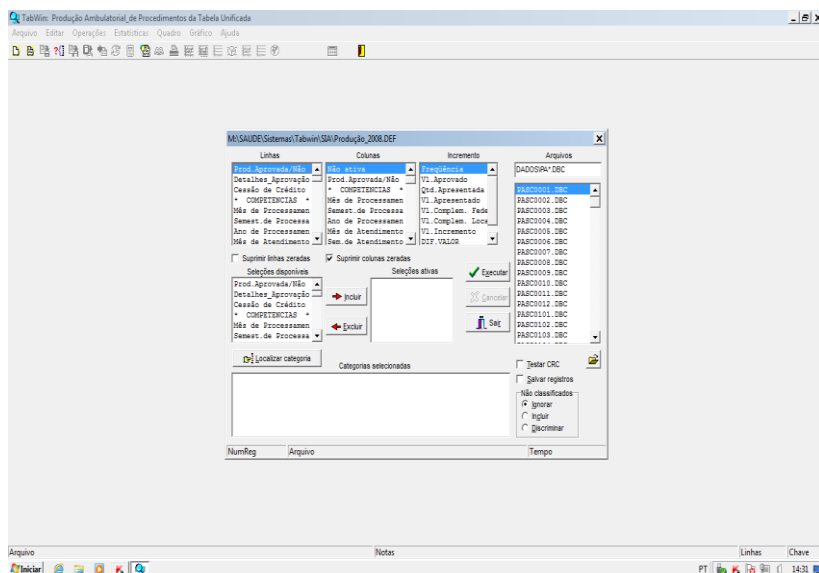 TabWin: Produção Ambulatorial_de Procedimentos da Tabela Unificada
Arquivo Editar Operações Estatísticas Quadro Gráfico Ajuda
M:\SAUDE\Sistemas\Tabwin\SIA\Produção_2008.DEF
Linhas Colunas Incremento Arquivos
Prod.Aprovada/Não
Detalhes_Aprovação
Cessão de Crédito
* COMPETENCIAS *
Mês de Processamen
Semest.de Processa
Ano de Processamen
Mês de Atendimento
Não ativa
Prod.Aprovada/Não
* COMPETENCIAS *
Mês de Processamen
Semest.de Processa
Ano de Processamen
Mês de Atendimento
Sem.de Atendimento
Freqüência
Vl.Aprovado
Qtd.Apresentada
Vl.Apresentado
Vl.Complem. Fede
Vl.Complem. Loca
Vl.Incremento
DIF.VALOR
DADOS\PA*.DBC
PASC0001.DBC
PASC0002.DBC
PASC0003.DBC
PASC0004.DBC
PASC0005.DBC
PASC0006.DBC
PASC0007.DBC
PASC0008.DBC
PASC0009.DBC
PASC0010.DBC
PASC0011.DBC
PASC0012.DBC
PASC0101.DBC
PASC0102.DBC
PASC0103.DBC
Suprimir linhas zeradas Suprimir colunas zeradas
Seleções disponíveis Seleções ativas
Prod.Aprovada/Não
Detalhes_Aprovação
Cessão de Crédito
* COMPETENCIAS *
Mês de Processamen
Semest.de Processa
Incluir
Excluir
Executar
Cancelar
Sair
Localizar categoria
Categorias selecionadas
Testar CRC
Salvar registros
Não classificados
Ignorar
Incluir
Discriminar
NumReg Arquivo Tempo
Arquivo Notas Linhas Chave
Iniciar PT 14:31